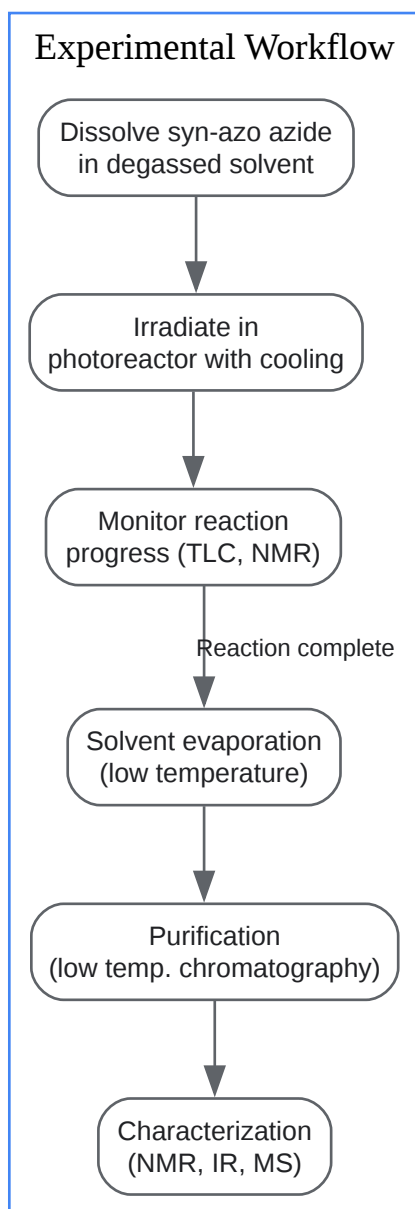 Experimental Workflow
Dissolve syn-azo azide
in degassed solvent
Irradiate in
photoreactor with cooling
Monitor reaction
progress (TLC, NMR)
Reaction complete
Solvent evaporation
(low temperature)
Purification
(low temp. chromatography)
Characterization
(NMR, IR, MS)